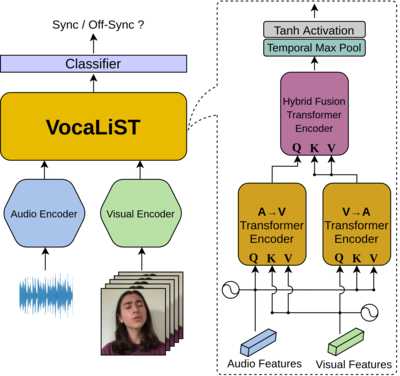 Sync / Off-Sync ?
Classifier
VocaLiST
Audio Encoder
Visual Encoder
Tanh Activation
Temporal Max Pool
Hybrid Fusion
Transformer
Encoder
Q K V
A→V
Transformer
Encoder
Q K V
V→A
Transformer
Encoder
Q K V
Audio Features
Visual Features